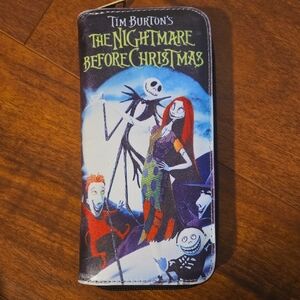 TIM BURTON'S
THE NIGHTMARE
BEFORE CHRISTMAS